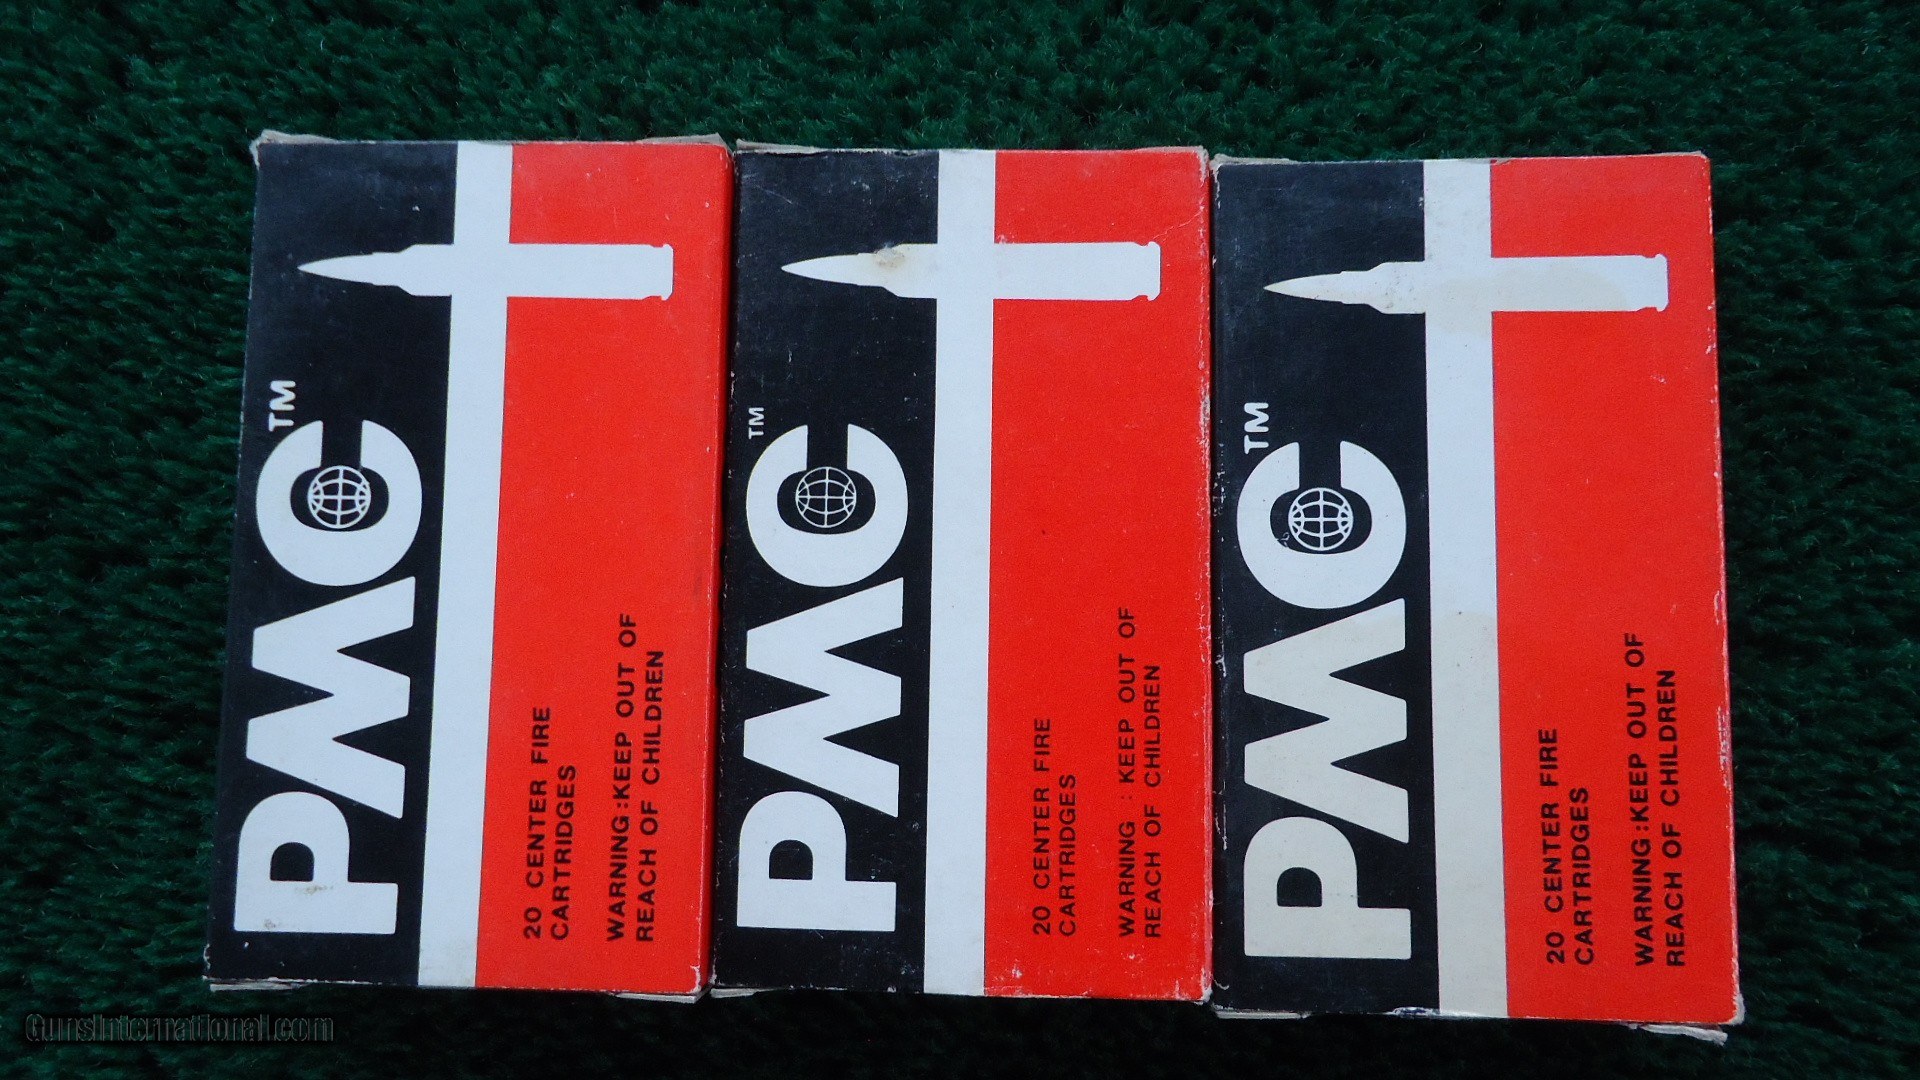 PMC™
20 CENTER FIRE
CARTRIDGES
WARNING:KEEP OUT OF
REACH OF CHILDREN
PMC™
20 CENTER FIRE
CARTRIDGES
WARNING : KEEP OUT OF
REACH OF CHILDREN
PMC™
20 CENTER FIRE
CARTRIDGES
WARNING:KEEP OUT OF
REACH OF CHILDREN
GunsInternational.com